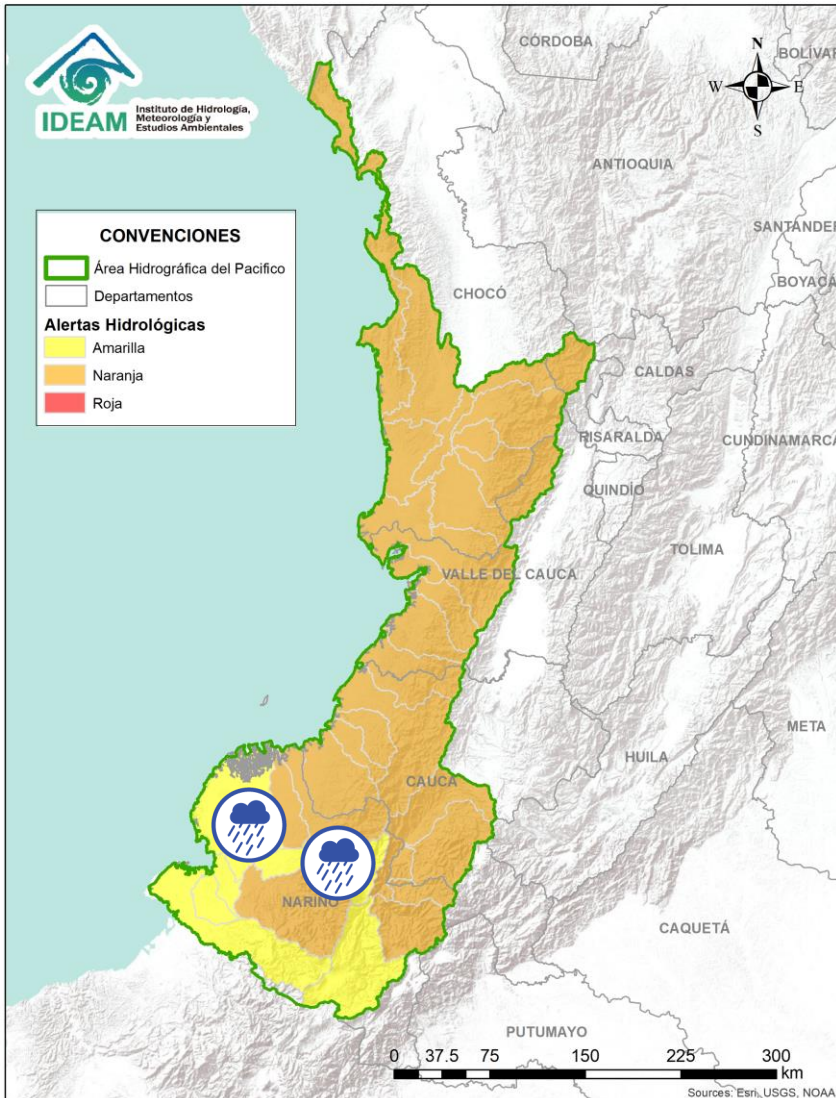 CÓRDOBA
BOLÍVAR
N
W
E
S
IDEAM
Instituto de Hidrología,
Meteorología y
Estudios Ambientales
ANTIOQUIA
SANTANDER
CONVENCIONES
Área Hidrográfica del Pacifico
Departamentos
Alertas Hidrológicas
Amarilla
Naranja
Roja
BOYACÁ
CHOCÓ
CALDAS
RISARALDA
CUNDINAMARCA
QUINDÍO
TOLIMA
VALLE DEL CAUCA
META
HUILA
CAUCA
NARIÑO
CAQUETÁ
PUTUMAYO
0 37.5 75 150 225 300
km
Sources: Esri, USGS, NOAA